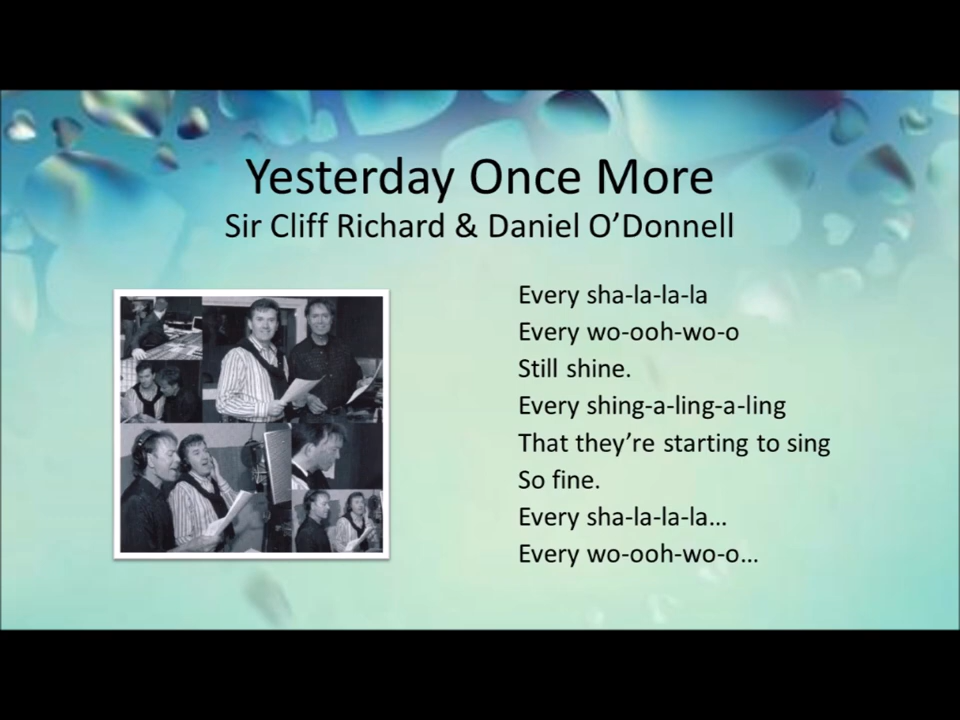 Yesterday Once More
Sir Cliff Richard & Daniel O’Donnell
Every sha-la-la-la
Every wo-ooh-wo-o
Still shine.
Every shing-a-ling-a-ling
That they’re starting to sing
So fine.
Every sha-la-la-la…
Every wo-ooh-wo-o…